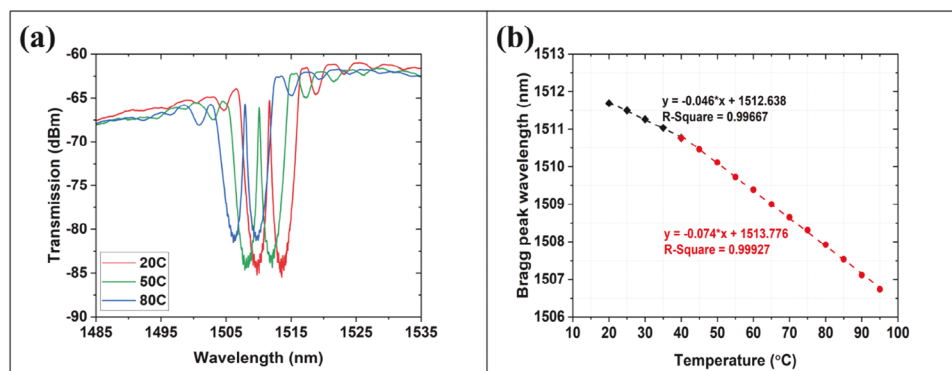 (a)
-60
-65
-70
-75
-80
-85
-90
Transmission (dBm)
20C
50C
80C
1485 1495 1505 1515 1525 1535
Wavelength (nm)
(b)
1513
1512
1511
1510
1509
1508
1507
1506
Bragg peak wavelength (nm)
y = -0.046*x + 1512.638
R-Square = 0.99667
y = -0.074*x + 1513.776
R-Square = 0.99927
10 20 30 40 50 60 70 80 90 100
Temperature (°C)